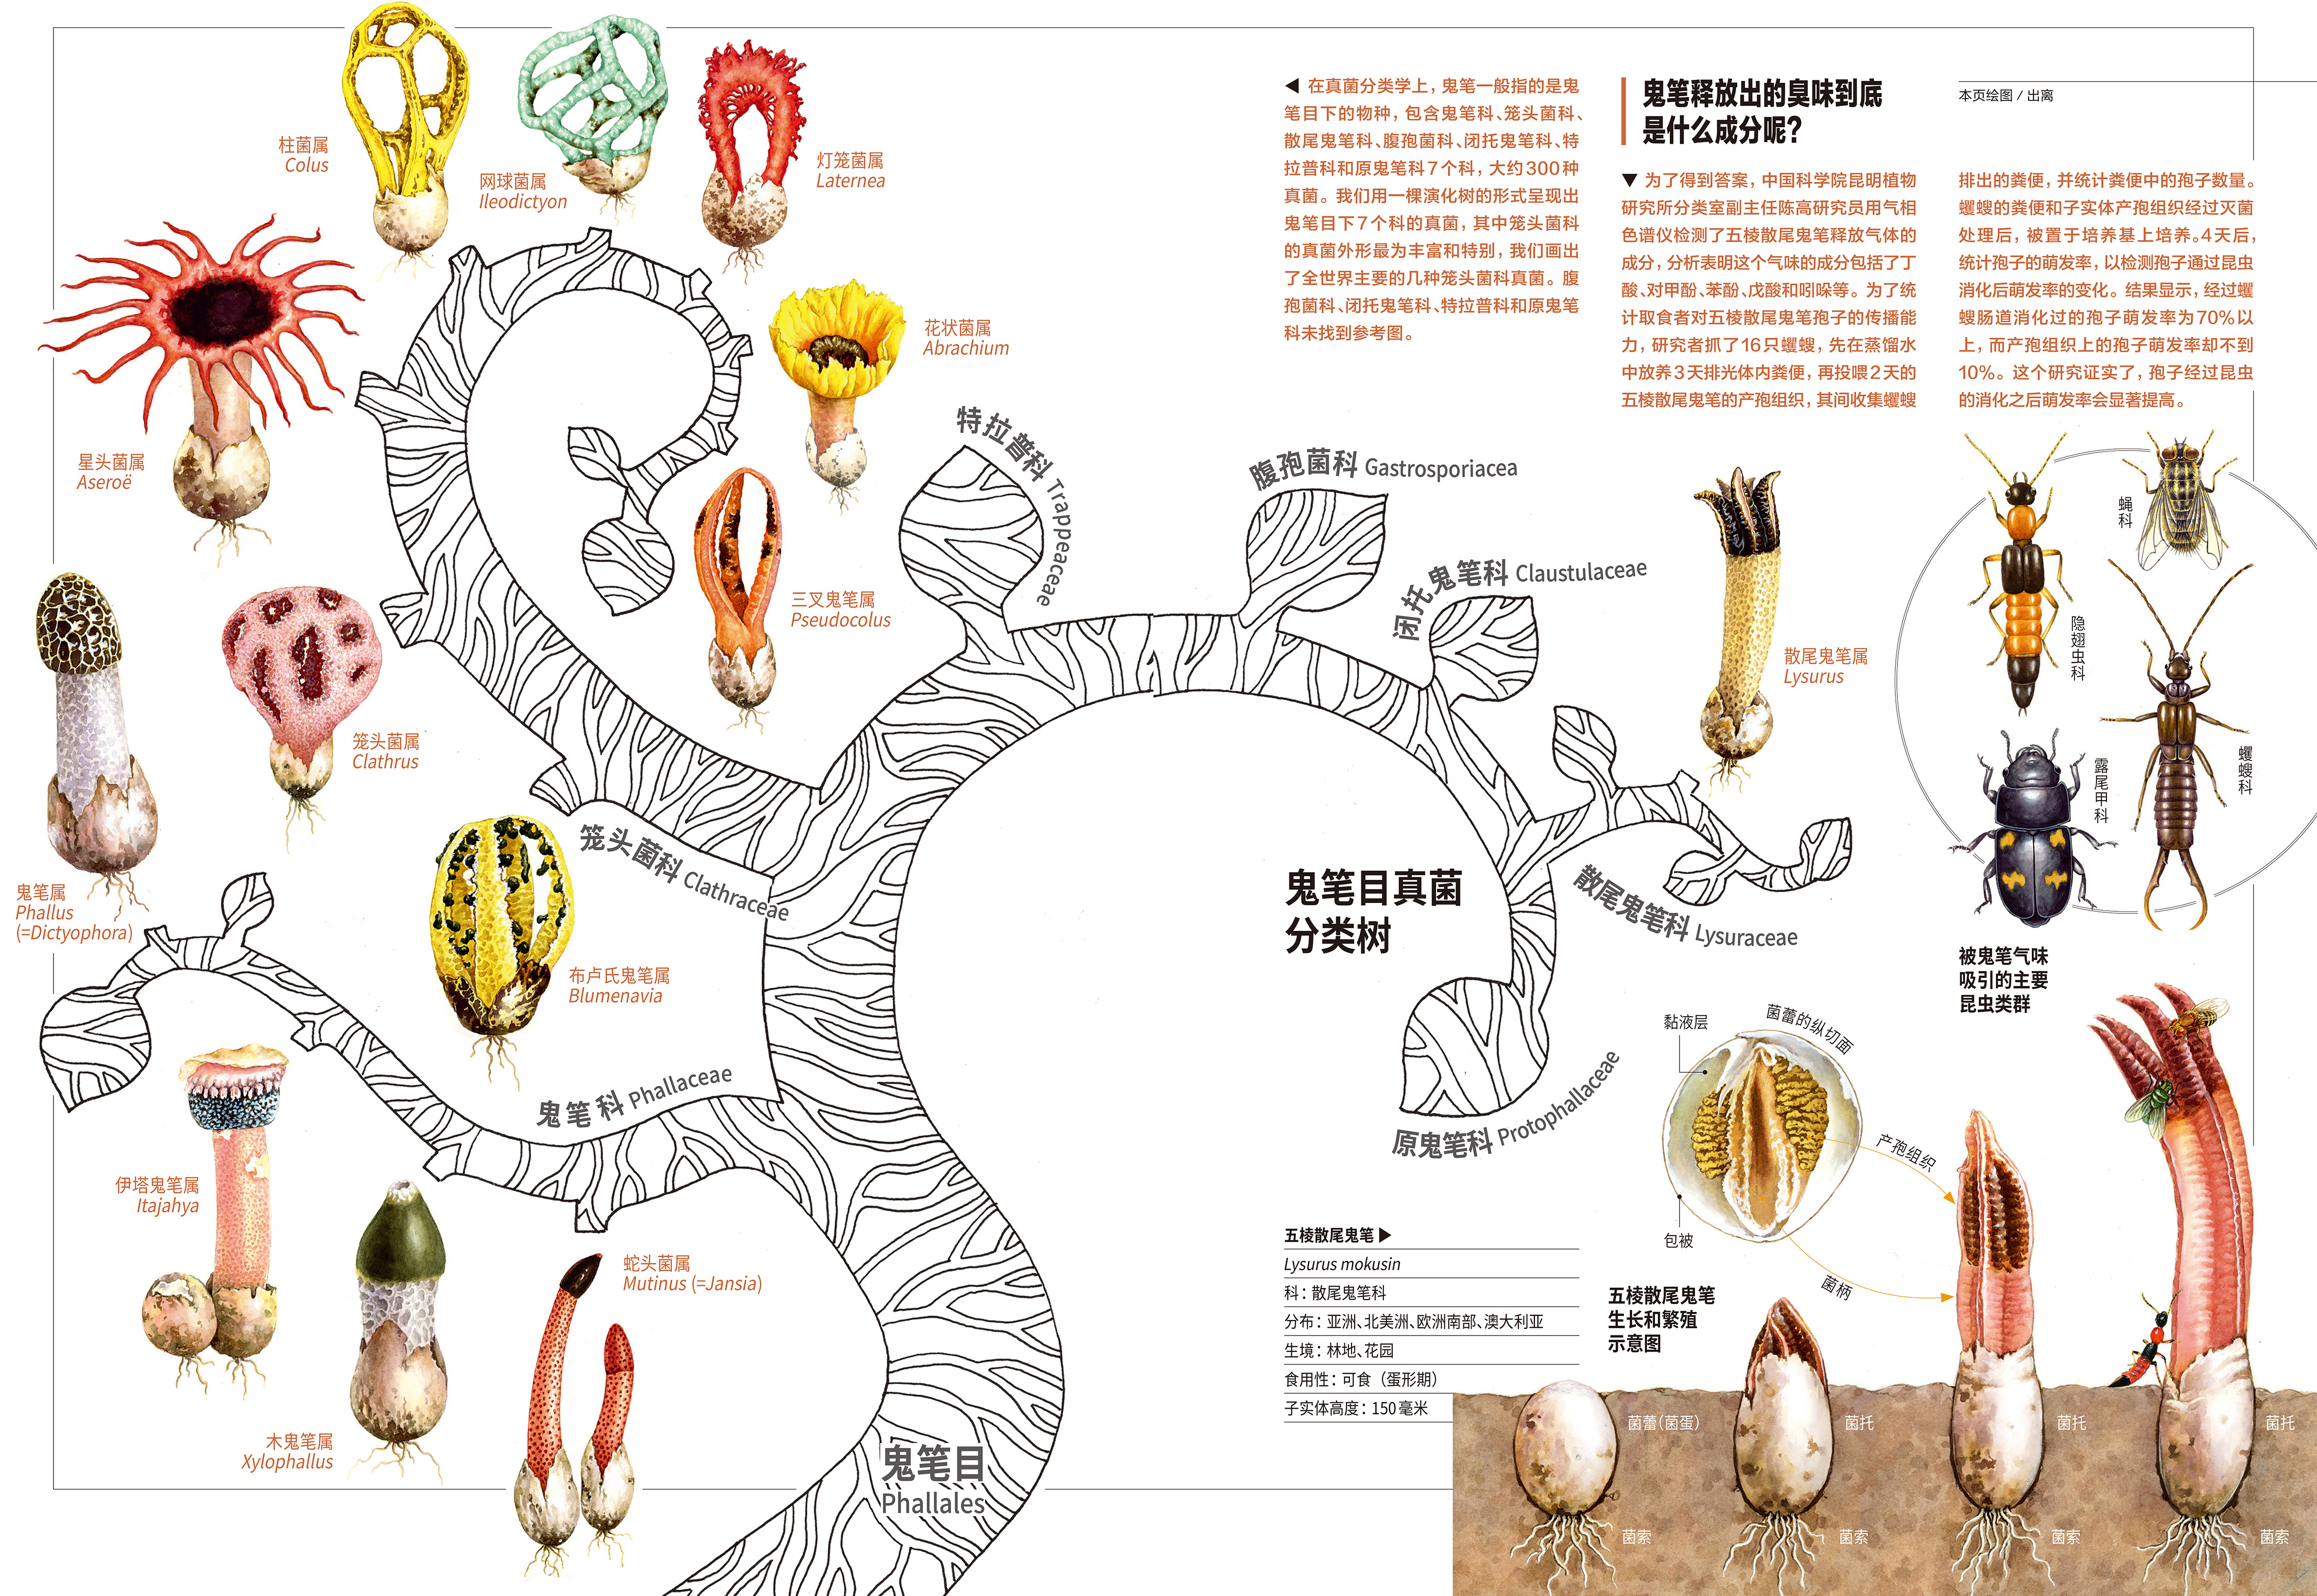 柱菌属
Colus
网球菌属
Ileodictyon
灯笼菌属
Laternea
花状菌属
Abrachium
星头菌属
Aseroë
三叉鬼笔属
Pseudocolus
笼头菌属
Clathrus
鬼笔属
Phallus
(=Dictyophora)
布卢氏鬼笔属
Blumenavia
伊塔鬼笔属
Itajahya
木鬼笔属
Xylophallus
蛇头菌属
Mutinus (=Jansia)
笼头菌科 Clathraceae
鬼笔科 Phallaceae
鬼笔目
Phallales
特拉普科 Trappeaceae
腹孢菌科 Gastrosporiacea
闭托鬼笔科 Claustulaceae
散尾鬼笔科 Lysuraceae
原鬼笔科 Protophallaceae
鬼笔目真菌
分类树
◀ 在真菌分类学上，鬼笔一般指的是鬼
笔目下的物种，包含鬼笔科、笼头菌科、
散尾鬼笔科、腹孢菌科、闭托鬼笔科、特
拉普科和原鬼笔科7个科，大约300种
真菌。我们用一棵演化树的形式呈现出
鬼笔目下7个科的真菌，其中笼头菌科
的真菌外形最为丰富和特别，我们画出
了全世界主要的几种笼头菌科真菌。腹
孢菌科、闭托鬼笔科、特拉普科和原鬼笔
科未找到参考图。
鬼笔释放出的臭味到底
是什么成分呢？
▼ 为了得到答案，中国科学院昆明植物
研究所分类室副主任陈高研究员用气相
色谱仪检测了五棱散尾鬼笔释放气体的
成分，分析表明这个气味的成分包括了丁
酸、对甲酚、苯酚、戊酸和吲哚等。为了统
计取食者对五棱散尾鬼笔孢子的传播能
力，研究者抓了16只蠼螋，先在蒸馏水
中放养3天排光体内粪便，再投喂2天的
五棱散尾鬼笔的产孢组织，其间收集蠼螋
本页绘图 / 出离
排出的粪便，并统计粪便中的孢子数量。
蠼螋的粪便和子实体产孢组织经过灭菌
处理后，被置于培养基上培养。4天后，
统计孢子的萌发率，以检测孢子通过昆虫
消化后萌发率的变化。结果显示，经过蠼
螋肠道消化过的孢子萌发率为70%以
上，而产孢组织上的孢子萌发率却不到
10%。这个研究证实了，孢子经过昆虫
的消化之后萌发率会显著提高。
散尾鬼笔属
Lysurus
蝇科
隐翅虫科
蠼螋科
露尾甲科
被鬼笔气味
吸引的主要
昆虫类群
五棱散尾鬼笔 ▶
Lysurus mokusin
科：散尾鬼笔科
分布：亚洲、北美洲、欧洲南部、澳大利亚
生境：林地、花园
食用性：可食（蛋形期）
子实体高度：150毫米
黏液层
菌蕾的纵切面
包被
产孢组织
菌柄
五棱散尾鬼笔
生长和繁殖
示意图
菌蕾（菌蛋）
菌托
菌托
菌托
菌索
菌索
菌索
菌索